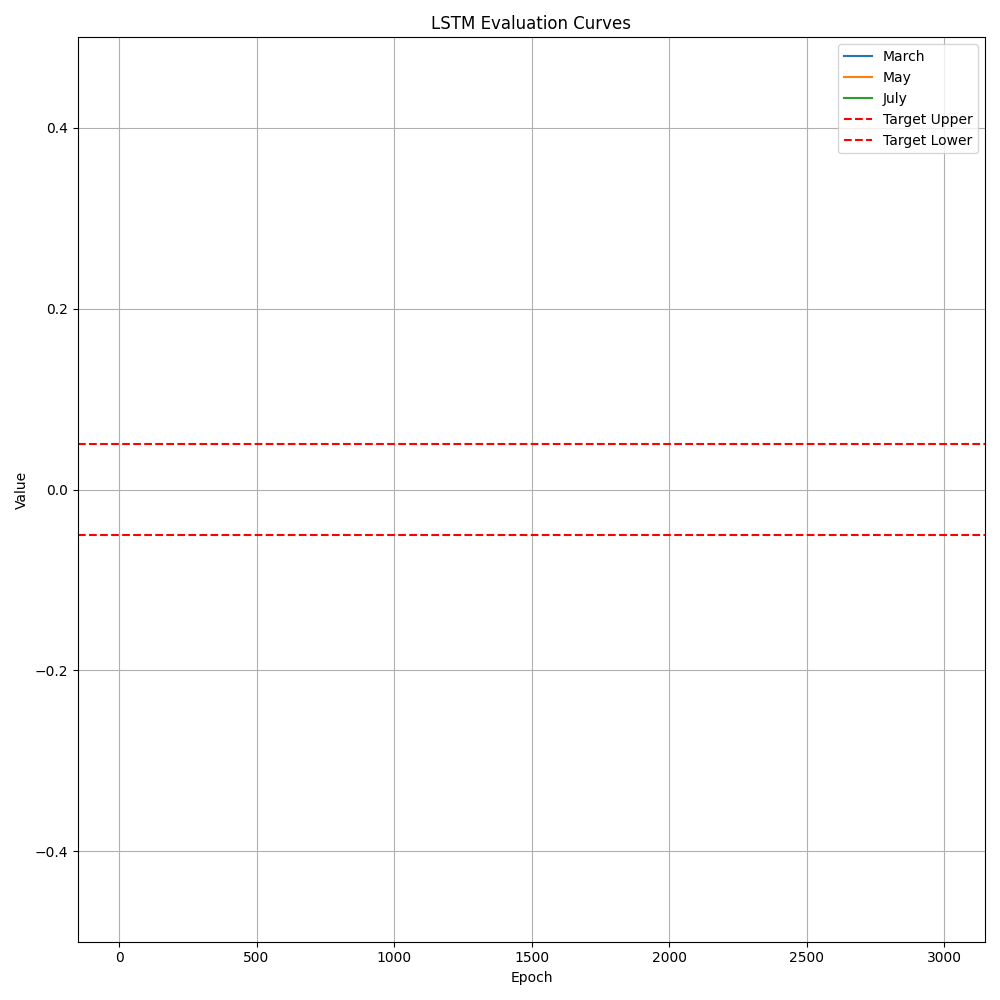 LSTM Evaluation Curves
March
May
July
Target Upper
Target Lower
0.4
0.2
0.0
−0.2
−0.4
Value
0 500 1000 1500 2000 2500 3000
Epoch